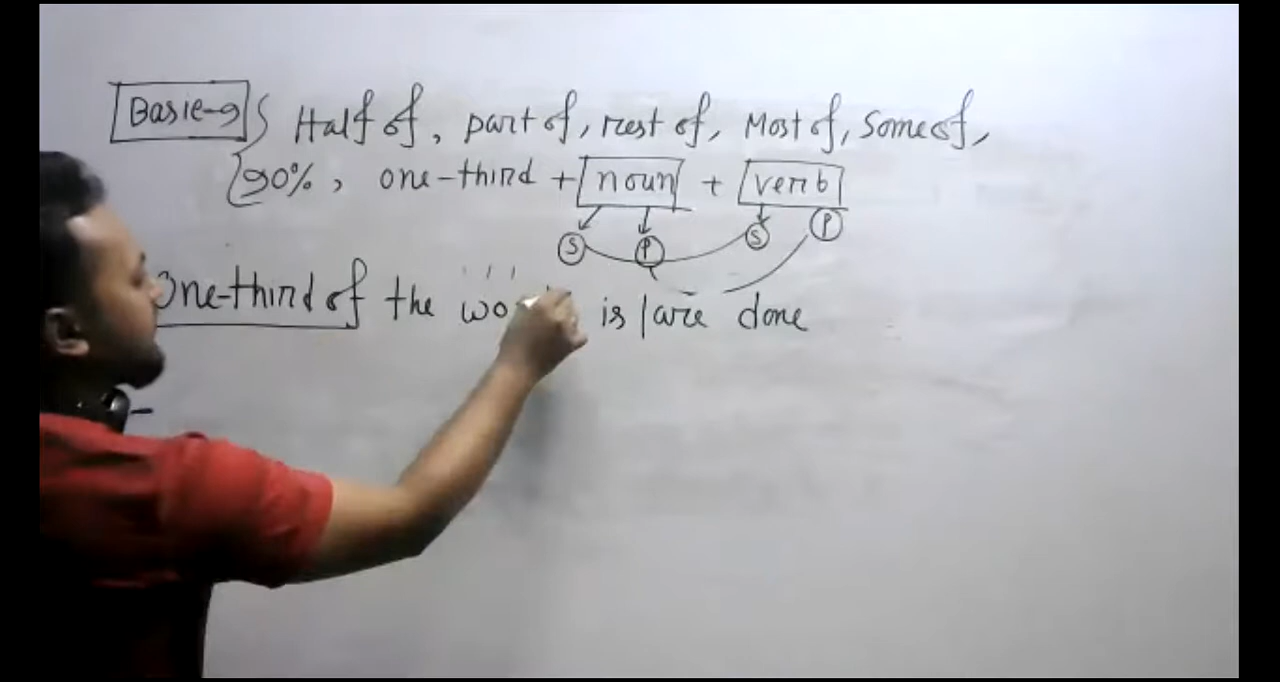 Basic-9 Half of, part of, rest of, Most of, Some of,
90%, one-third + noun + verb
S P S P
One-third of the is/are done